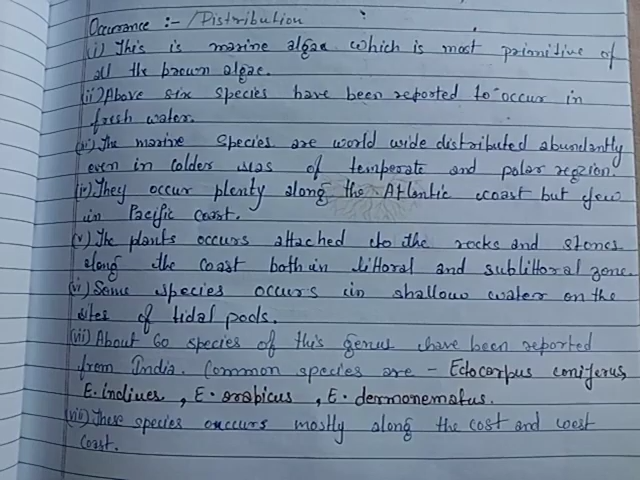 Occurrance :- /Distribution
(i) This is marine algae which is most primitive of
all the brown algae.
(ii) Above six species have been reported to occur in
fresh water.
(iii) The marine species are world wide distributed abundantly
even in colder seas of temperate and polar region.
(iv) They occur plenty along the Atlantic coast but few
in Pacific coast.
(v) The plants occurs attached to the rocks and stones
along the coast both in littoral and sublittoral zone.
(vi) Some species occurs in shallow water on the
sites of tidal pools.
(vii) About 60 species of this genus have been reported
from India. Common species are - Ectocarpus coniferus,
E. indicues, E. arabicus, E. dermonematus.
(viii) These species occurs mostly along the cost and west
coast.